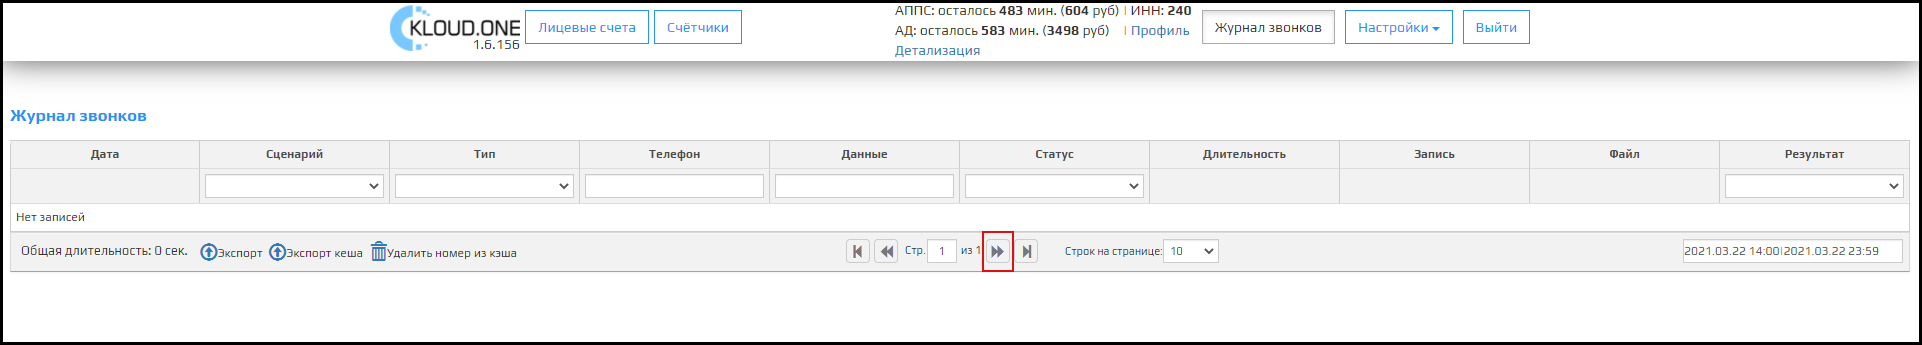 KLOUD.ONE
1.6.156
Лицевые счета
Счётчики
АППС: осталось 483 мин. (604 руб) | ИНН: 240
АД: осталось 583 мин. (3498 руб) | Профиль
Детализация
Журнал звонков
Настройки
Выйти
Журнал звонков
Дата Сценарий Тип Телефон Данные Статус Длительность Запись Файл Результат
Нет записей
Общая длительность: 0 сек. Экспорт Экспорт кеша Удалить номер из кэша Стр. 1 из 1 Строк на странице: 10 2021.03.22 14:00|2021.03.22 23:59